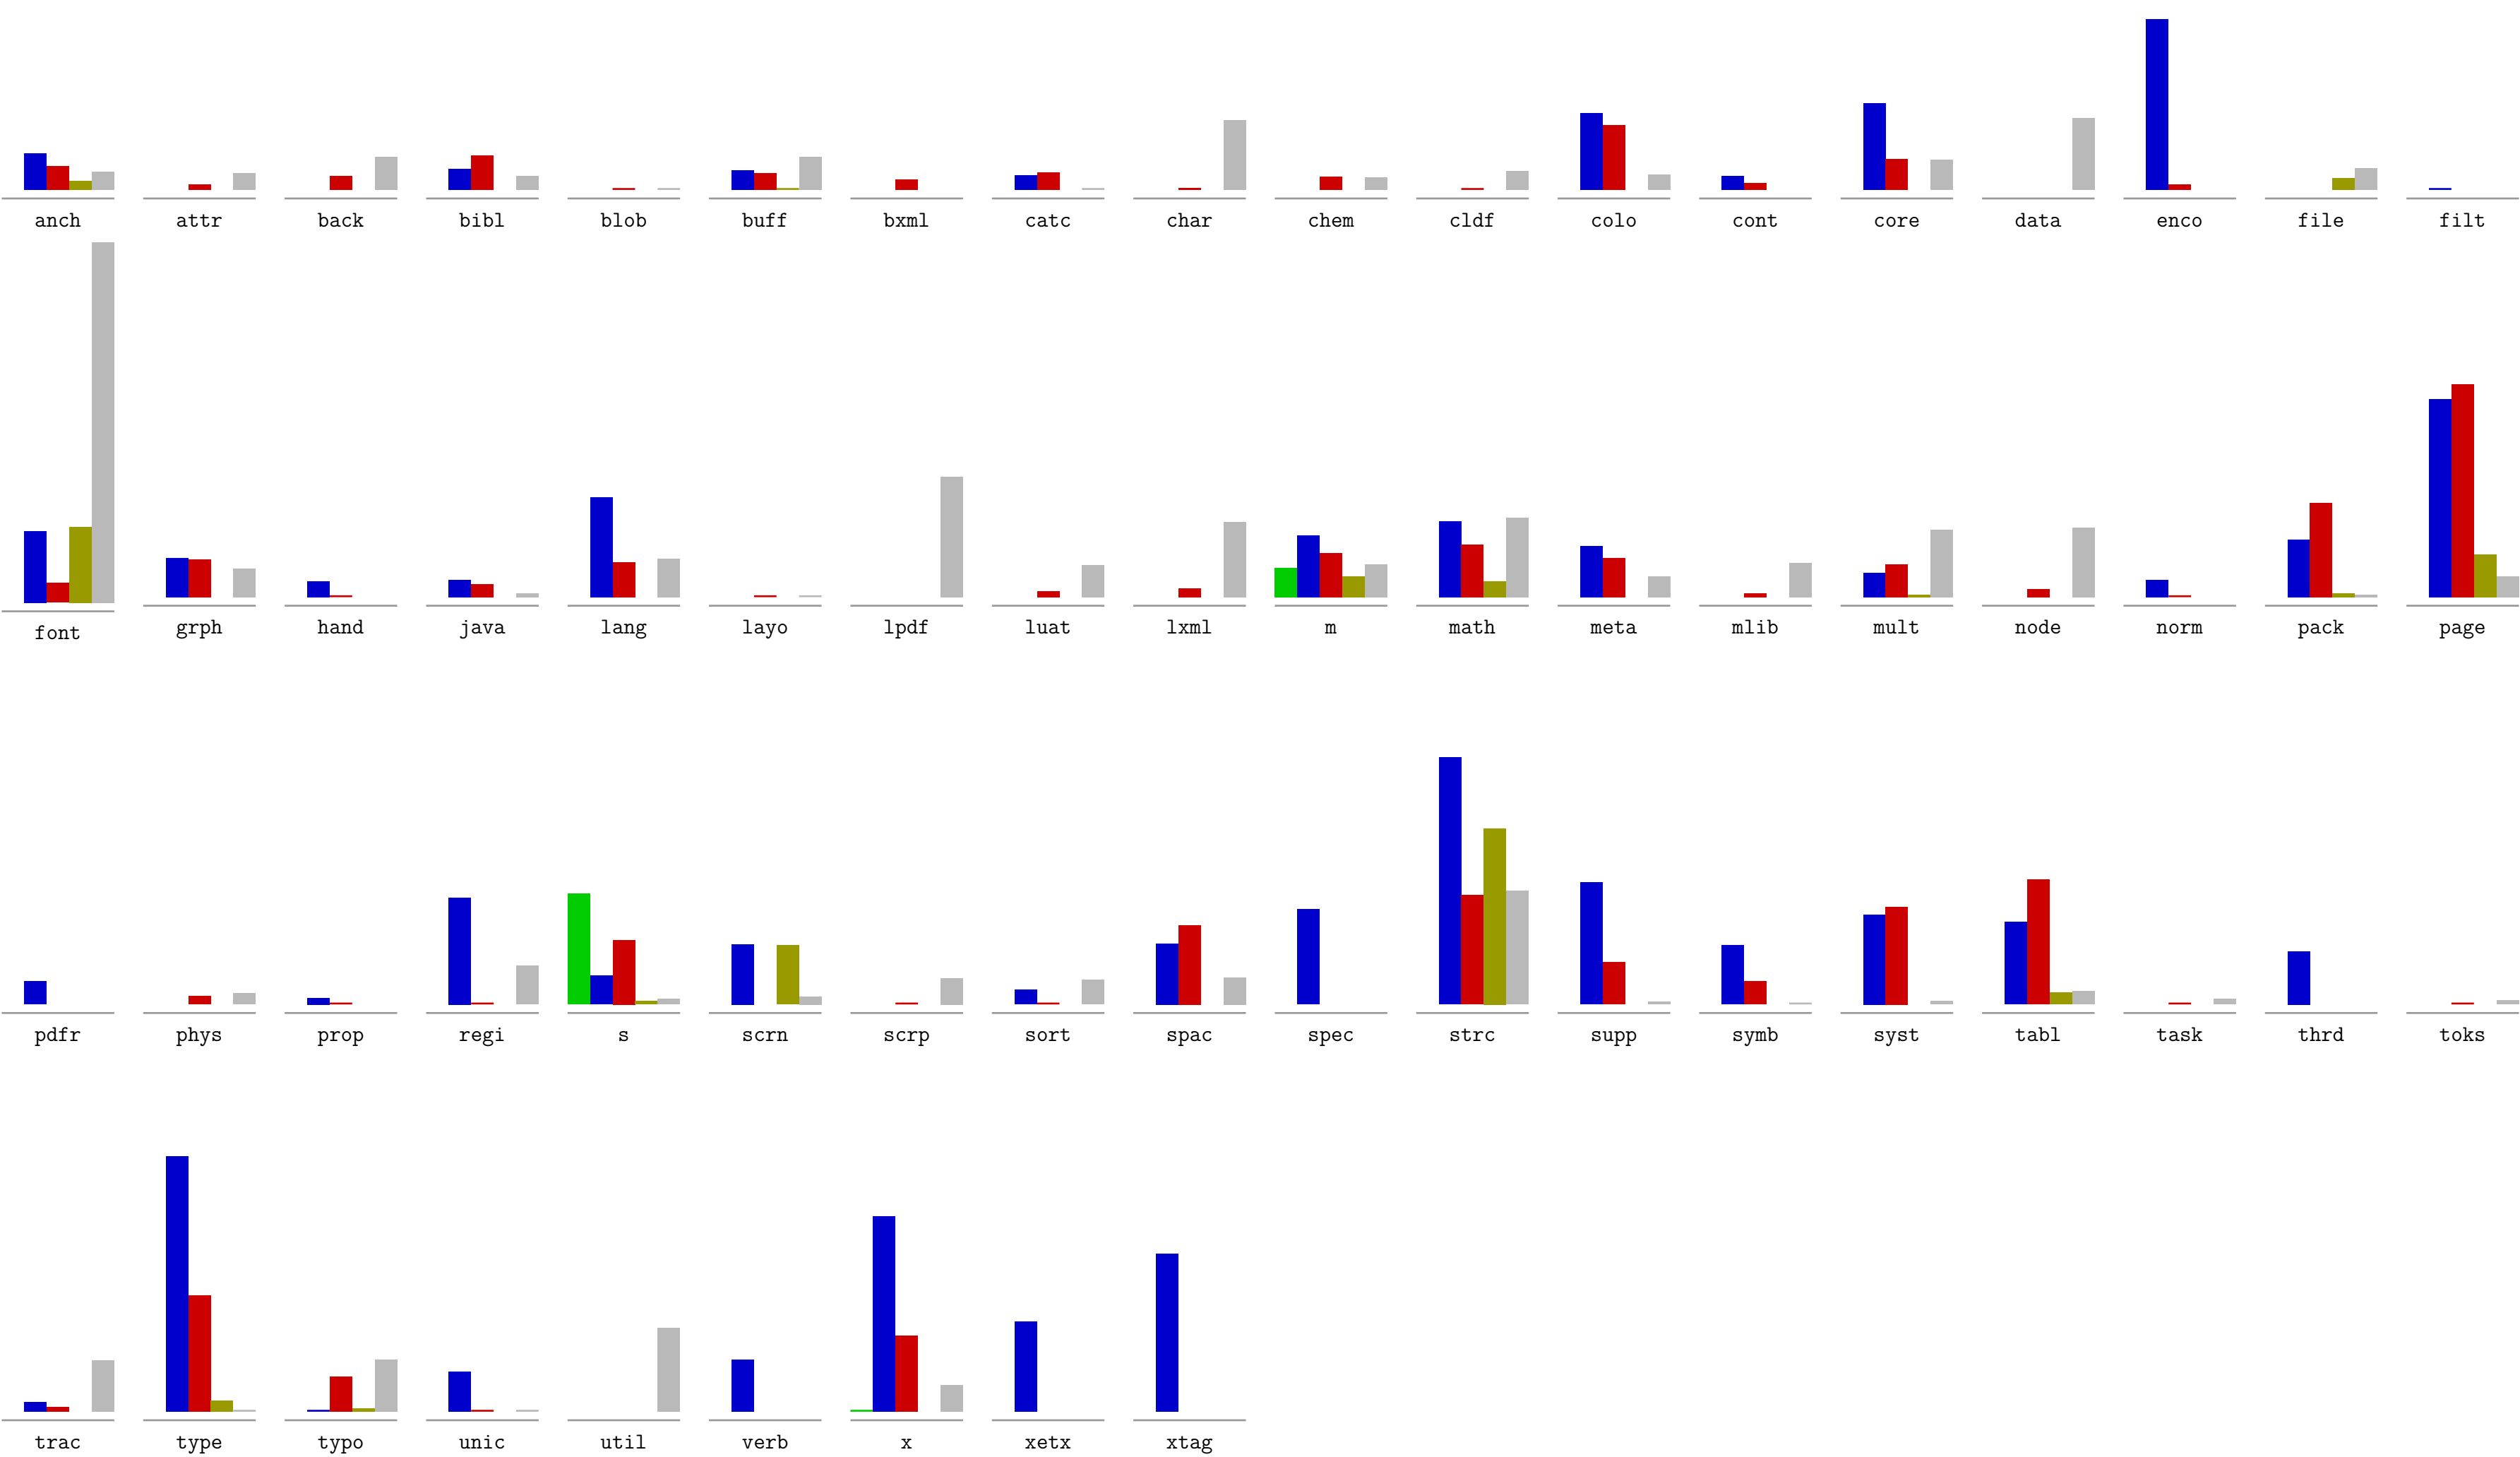 anch attr back bibl blob buff bxml catc char chem cldf colo cont core data enco file filt
font grph hand java lang layo lpdf luat lxml m math meta mlib mult node norm pack page
pdfr phys prop regi s scrn scrp sort spac spec strc supp symb syst tabl task thrd toks
trac type typo unic util verb x xetx xtag